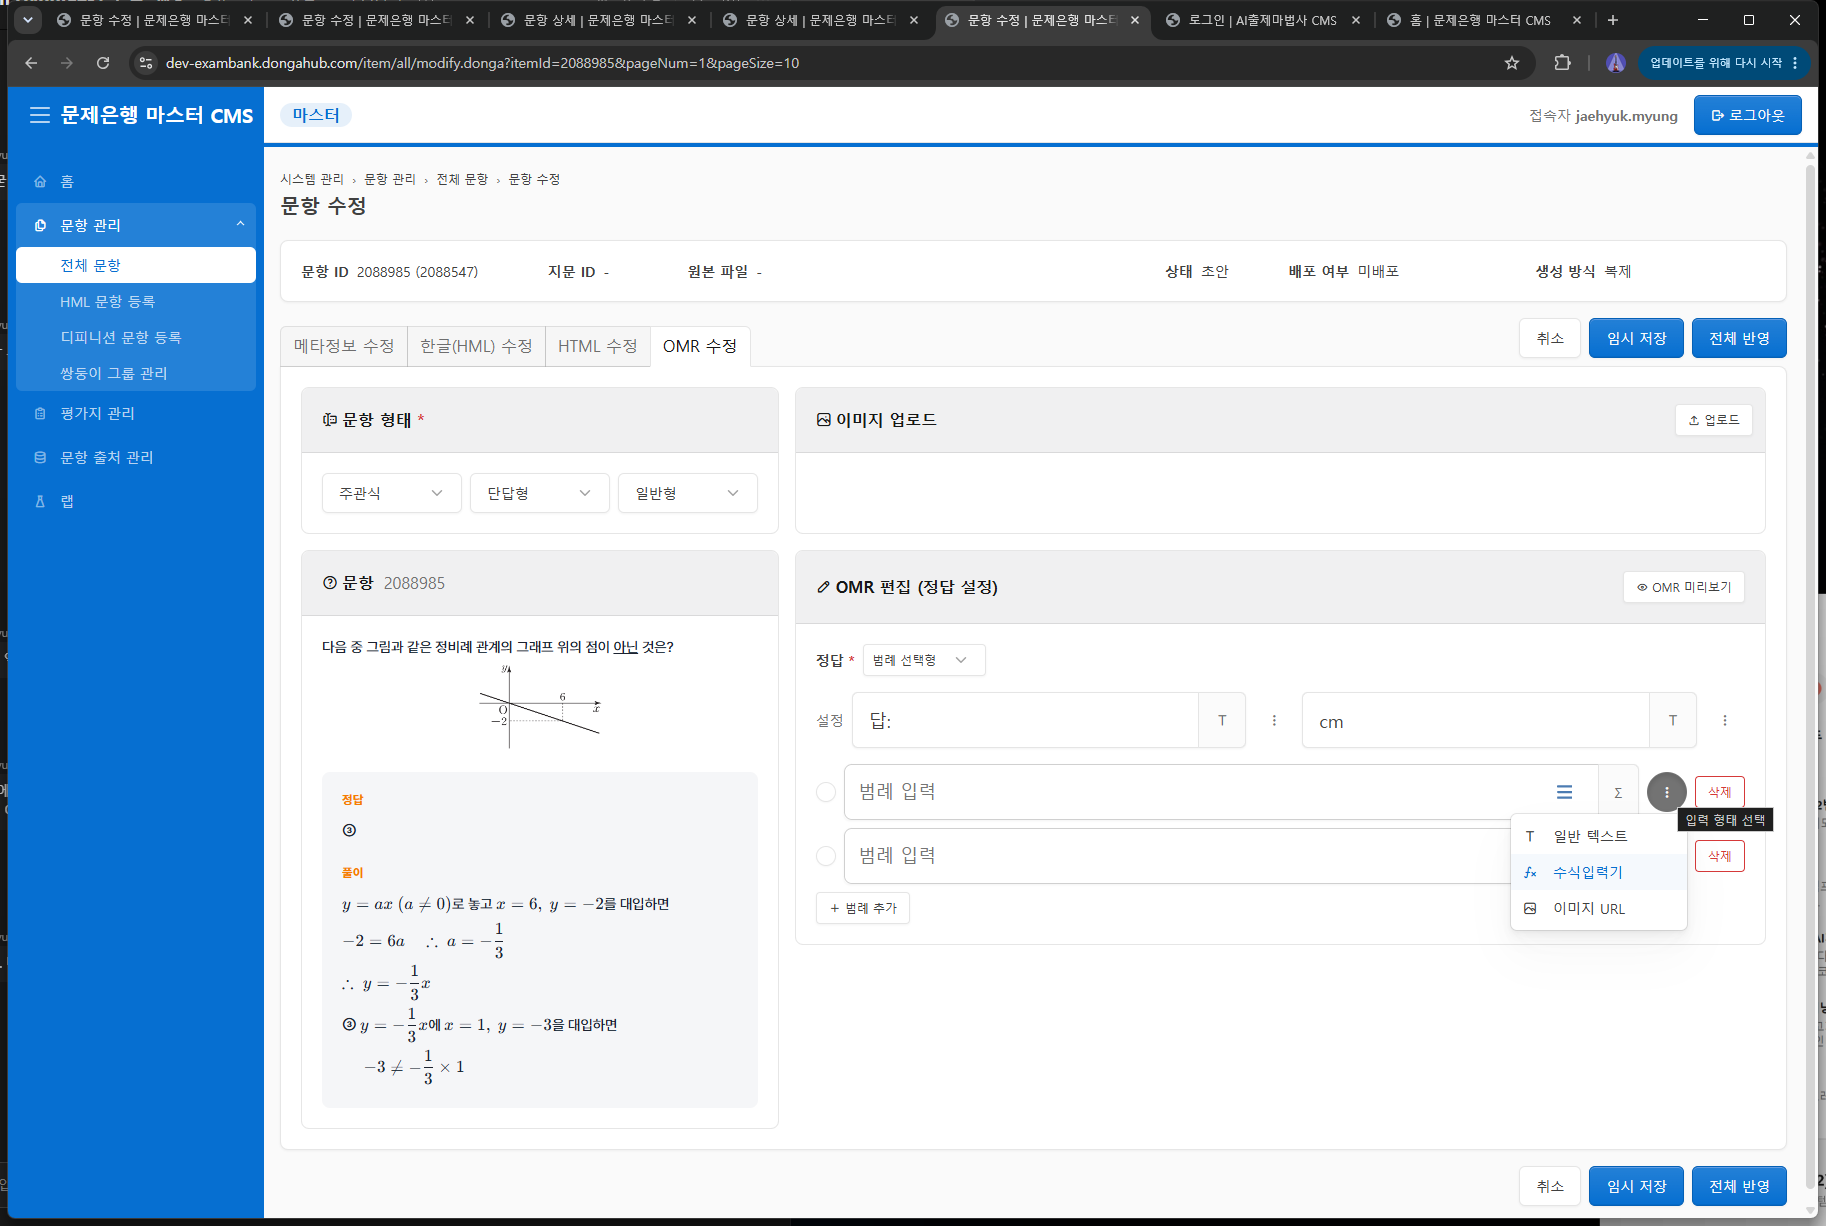 문항 수정 | 문제은행 마스터
문항 수정 | 문제은행 마스터
문항 상세 | 문제은행 마스터
문항 상세 | 문제은행 마스터
문항 수정 | 문제은행 마스터
로그인 | AI출제마법사 CMS
홈 | 문제은행 마스터 CMS
dev-exambank.dongahub.com/item/all/modify.donga?itemId=2088985&pageNum=1&pageSize=10
업데이트를 위해 다시 시작
문제은행 마스터 CMS
마스터
접속자 jaehyuk.myung
로그아웃
홈
문항 관리
전체 문항
HML 문항 등록
디피니션 문항 등록
쌍둥이 그룹 관리
평가지 관리
문항 출처 관리
랩
시스템 관리 › 문항 관리 › 전체 문항 › 문항 수정
문항 수정
문항 ID 2088985 (2088547)
지문 ID -
원본 파일 -
상태 초안
배포 여부 미배포
생성 방식 복제
메타정보 수정
한글(HML) 수정
HTML 수정
OMR 수정
취소
임시 저장
전체 반영
문항 형태 *
주관식
단답형
일반형
이미지 업로드
업로드
문항 2088985
다음 중 그림과 같은 정비례 관계의 그래프 위의 점이 아닌 것은?
y
6
O
x
−2
정답
③
풀이
y = ax (a ≠ 0)로 놓고 x = 6, y = −2를 대입하면
−2 = 6a ∴ a = −1/3
∴ y = −1/3x
③ y = −1/3x에 x = 1, y = −3을 대입하면
−3 ≠ −1/3 × 1
OMR 편집 (정답 설정)
OMR 미리보기
정답 * 범례 선택형
설정 답: T cm T
범례 입력 Σ 삭제
입력 형태 선택
T 일반 텍스트
수식입력기
이미지 URL
범례 입력 삭제
+ 범례 추가
취소
임시 저장
전체 반영